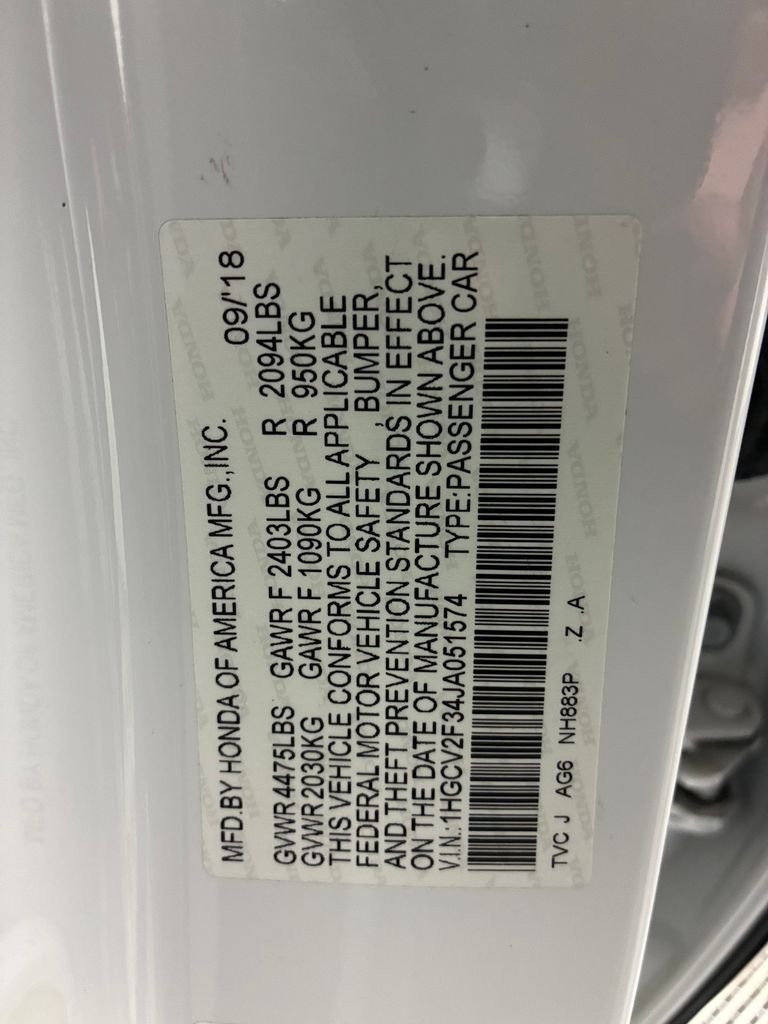 MFD.BY HONDA OF AMERICA MFG.,INC. 09/'18
GVWR 4475LBS GAWR F 2403LBS R 2094LBS
GVWR 2030KG GAWR F 1090KG R 950KG
THIS VEHICLE CONFORMS TO ALL APPLICABLE
FEDERAL MOTOR VEHICLE SAFETY , BUMPER,
AND THEFT PREVENTION STANDARDS IN EFFECT
ON THE DATE OF MANUFACTURE SHOWN ABOVE.
V.I.N.:1HGCV2F34JA051574 TYPE:PASSENGER CAR
TVC J AG6 NH883P .Z .A